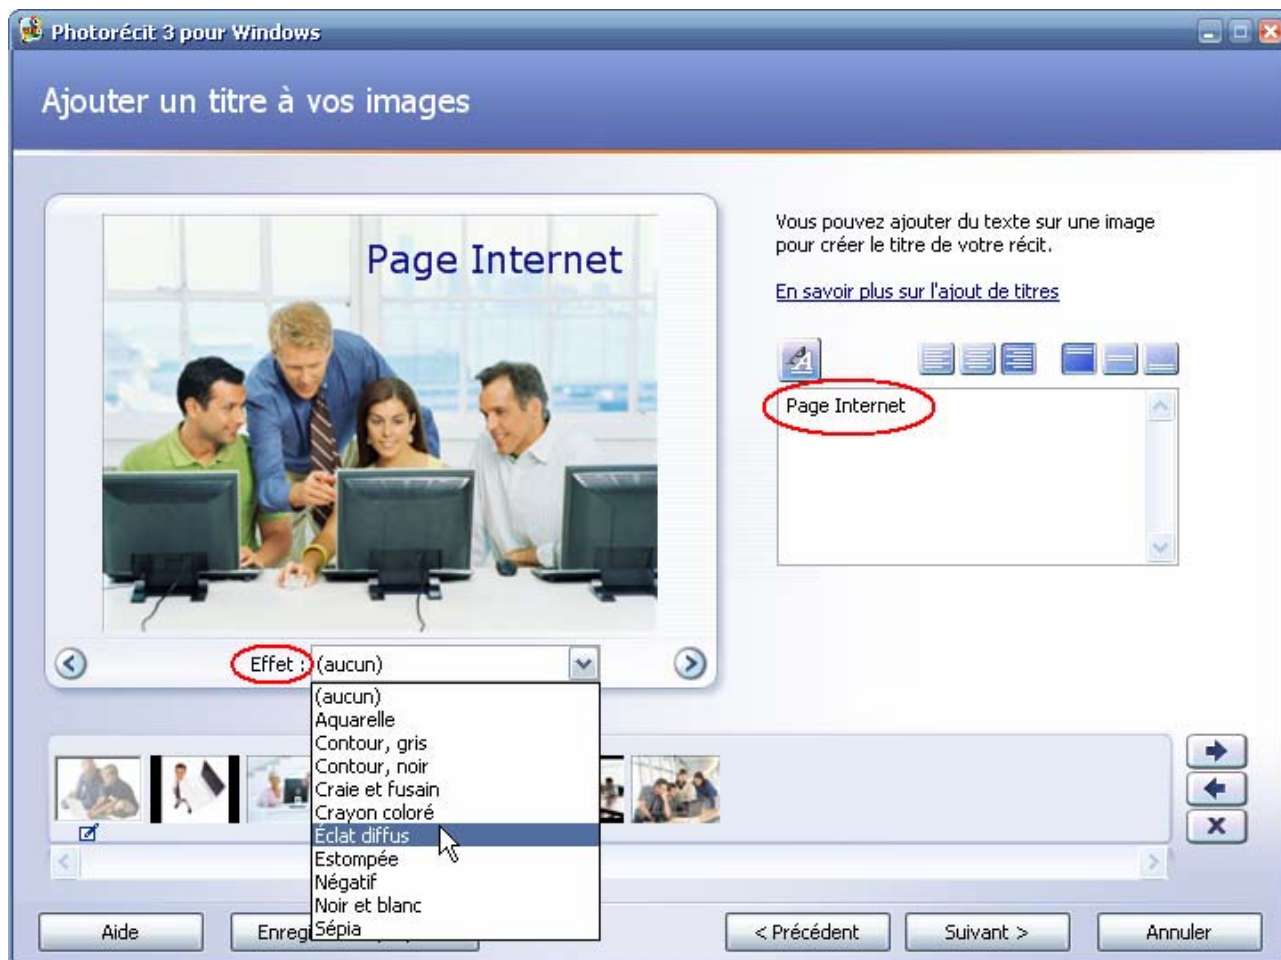 Photorécit 3 pour Windows
Ajouter un titre à vos images
Page Internet
Vous pouvez ajouter du texte sur une image
pour créer le titre de votre récit.
En savoir plus sur l'ajout de titres
A
Page Internet
Effet : (aucun)
(aucun)
Aquarelle
Contour, gris
Contour, noir
Craie et fusain
Crayon coloré
Éclat diffus
Estompée
Négatif
Noir et blanc
Sépia
Aide
< Précédent
Suivant >
Annuler